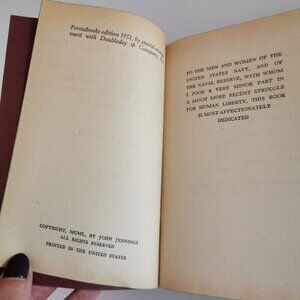 Permabooks edition 1951, by special
ment with Doubleday & Company,
COPYRIGHT, MCML, BY JOHN JENNINGS
ALL RIGHTS RESERVED
PRINTED IN THE UNITED STATES
TO THE MEN AND WOMEN OF THE
UNITED STATES NAVY, AND OF
THE NAVAL RESERVE, WITH WHOM
I TOOK A VERY MINOR PART IN
A MUCH MORE RECENT STRUGGLE
FOR HUMAN LIBERTY, THIS BOOK
IS MOST AFFECTIONATELY
DEDICATED